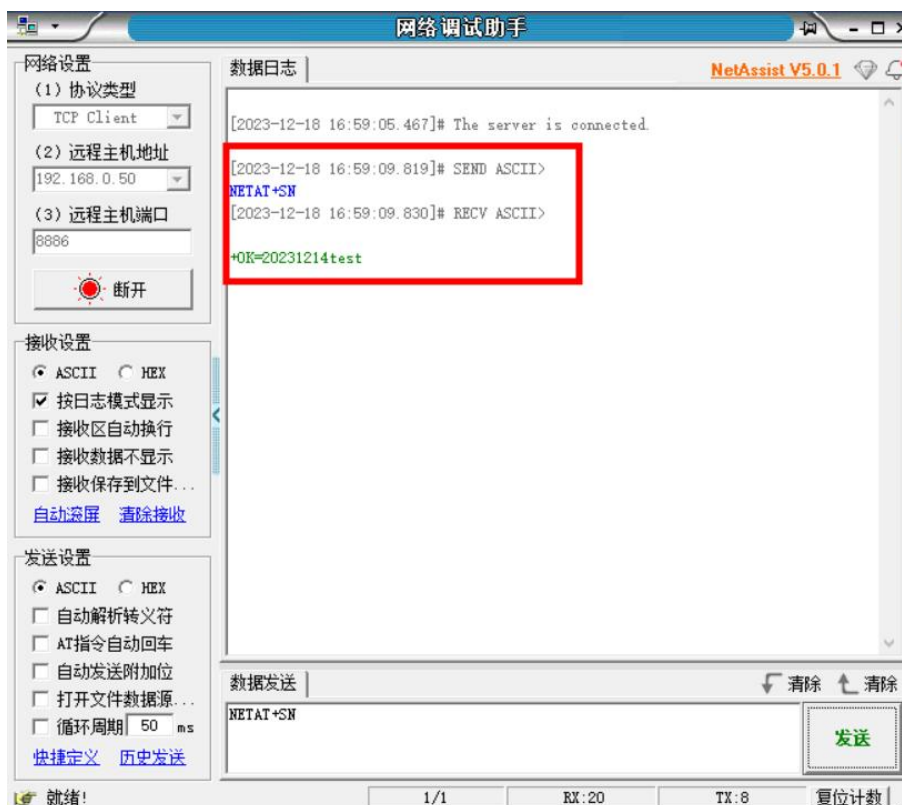 网络调试助手
网络设置
(1) 协议类型
TCP Client
(2) 远程主机地址
192.168.0.50
(3) 远程主机端口
8886
断开
接收设置
ASCII HEX
按日志模式显示
接收区自动换行
接收数据不显示
接收保存到文件...
自动滚屏 清除接收
发送设置
ASCII HEX
自动解析转义符
AT指令自动回车
自动发送附加位
打开文件数据源...
循环周期 50 ms
快捷定义 历史发送
数据日志
NetAssist V5.0.1
[2023-12-18 16:59:05.467]# The server is connected.
[2023-12-18 16:59:09.819]# SEND ASCII>
NETAT+SN
[2023-12-18 16:59:09.830]# RECV ASCII>
+OK=20231214test
数据发送
清除 清除
NETAT+SN
发送
就绪!
1/1
RX:20
TX:8
复位计数